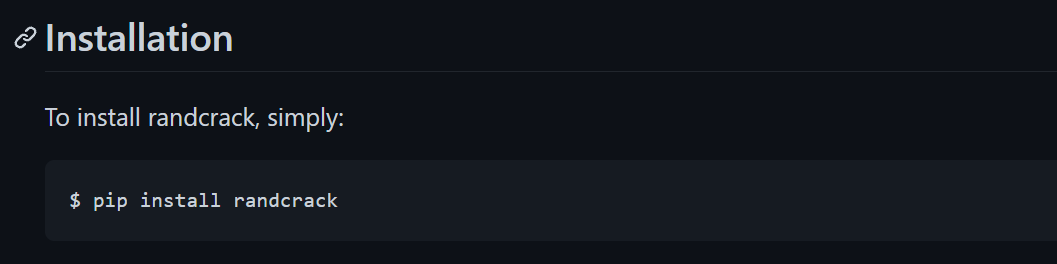 Installation
To install randcrack, simply:
$ pip install randcrack